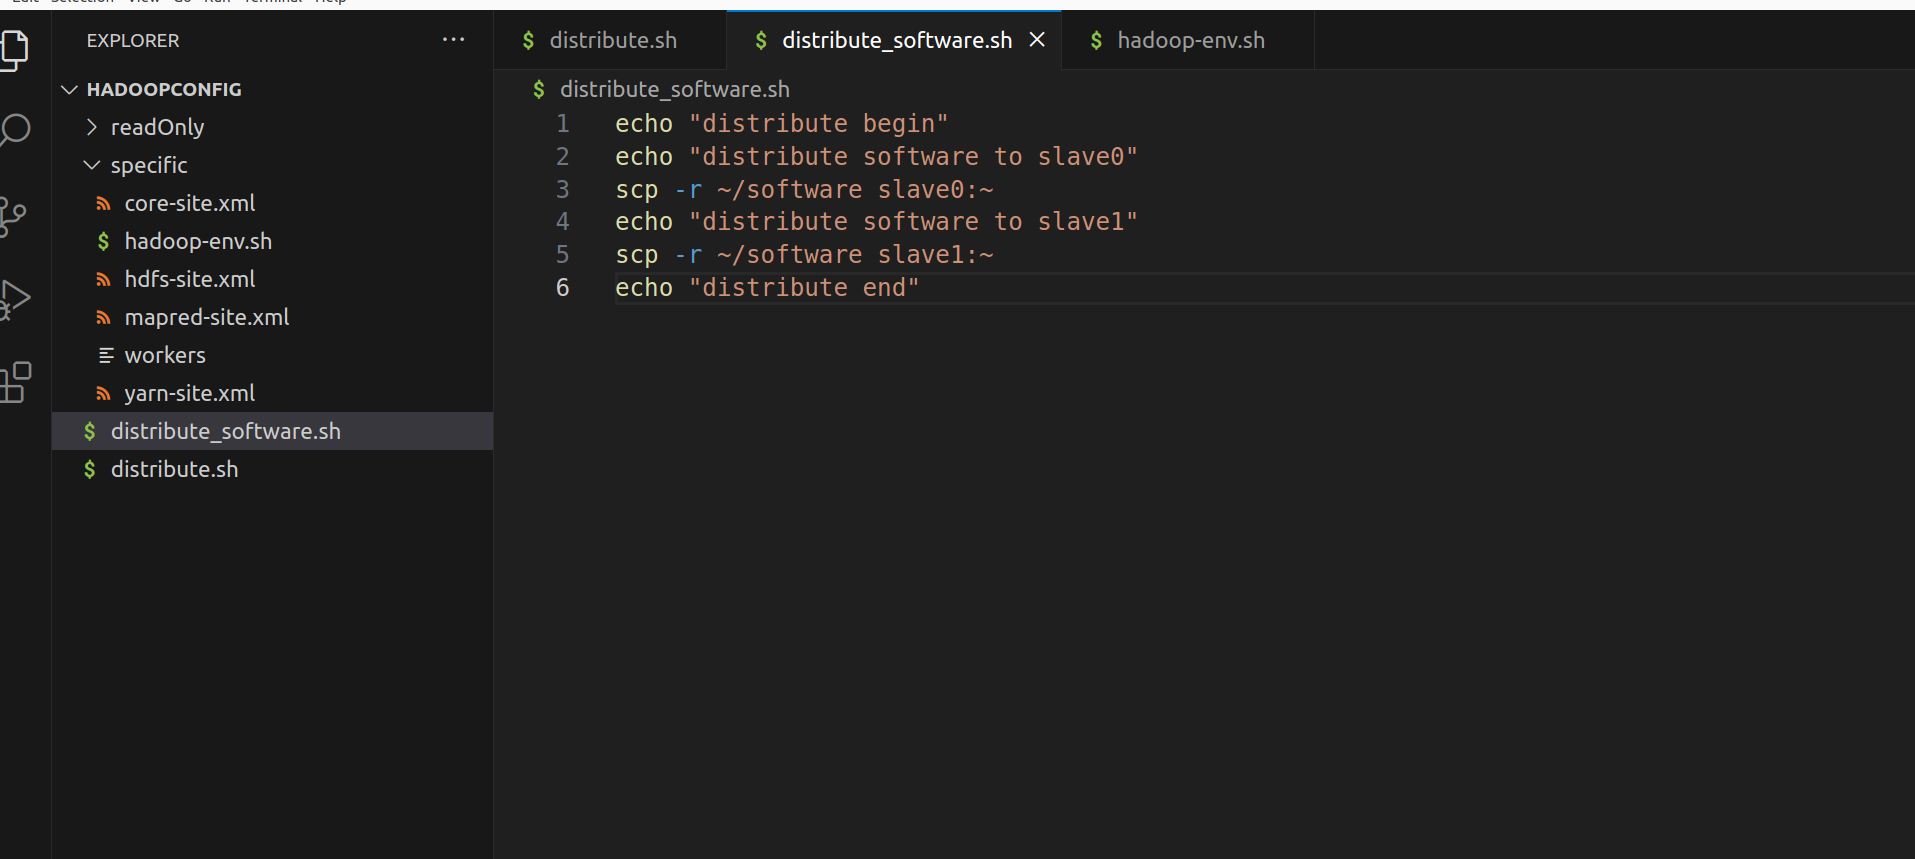 Edit Selection View Go Run Terminal Help
EXPLORER
HADOOPCONFIG
readOnly
specific
core-site.xml
hadoop-env.sh
hdfs-site.xml
mapred-site.xml
workers
yarn-site.xml
distribute_software.sh
distribute.sh
distribute.sh distribute_software.sh hadoop-env.sh
distribute_software.sh
1 echo "distribute begin"
2 echo "distribute software to slave0"
3 scp -r ~/software slave0:~
4 echo "distribute software to slave1"
5 scp -r ~/software slave1:~
6 echo "distribute end"